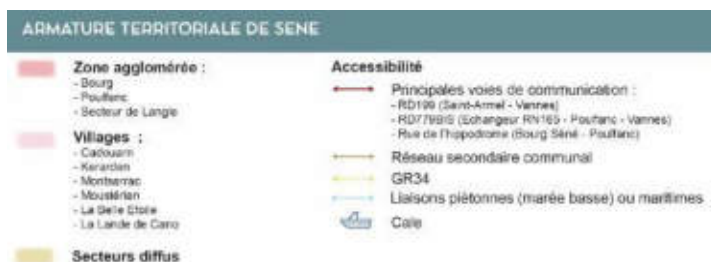 ARMATURE TERRITORIALE DE SENE
Zone agglomérée :
- Bourg
- Poulfanc
- Secteur de Langle
Villages :
- Cadouarn
- Kerarden
- Montsarrac
- Moustérian
- La Belle Etoile
- La Lande de Cano
Secteurs diffus
Accessibilité
Principales voies de communication :
- RD199 (Saint-Armel - Vannes)
- RD779BIS (Echangeur RN165 - Poulfanc - Vannes)
- Rue de l'hippodrome (Bourg Séné - Poulfanc)
Réseau secondaire communal
GR34
Liaisons piétonnes (marée basse) ou maritimes
Cale